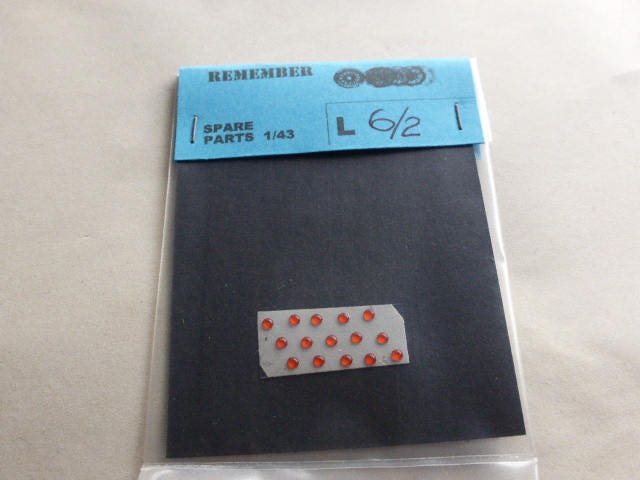 REMEMBER
SPARE
PARTS 1/43
L 6/2